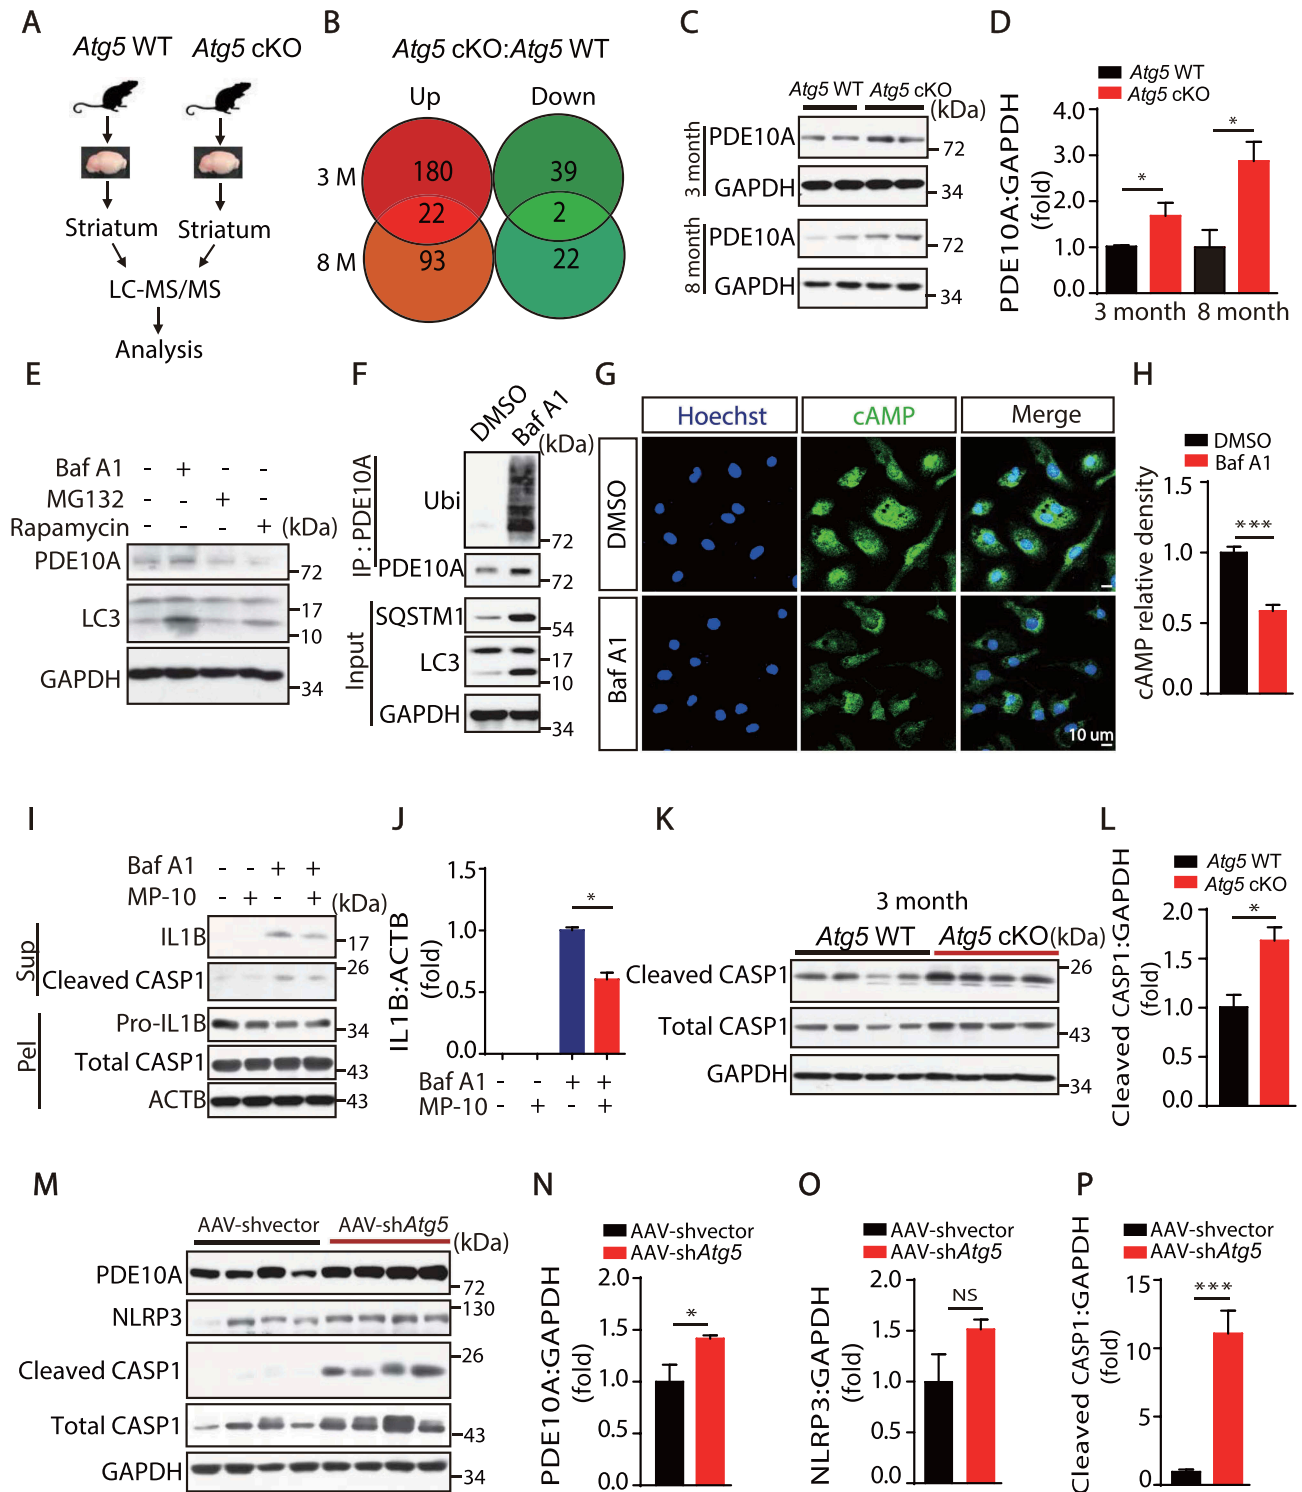 A
Atg5 WT Atg5 cKO
Striatum Striatum
LC-MS/MS
Analysis
B
Atg5 cKO:Atg5 WT
Up Down
3 M 180 39
22 2
8 M 93 22
C
Atg5 WT Atg5 cKO (kDa)
3 month
PDE10A 72
GAPDH 34
8 month
PDE10A 72
GAPDH 34
D
Atg5 WT
Atg5 cKO
PDE10A:GAPDH
(fold)
4.0
3.0
2.0
1.0
0.0
* *
3 month 8 month
E
Baf A1 - + - -
MG132 - - + -
Rapamycin - - - + (kDa)
PDE10A 72
LC3 17
10
GAPDH 34
F
DMSO Baf A1 (kDa)
IP: PDE10A
Ubi 72
PDE10A 72
Input
SQSTM1 54
LC3 17
10
GAPDH 34
G
Hoechst cAMP Merge
DMSO
Baf A1
10 um
H
DMSO
Baf A1
cAMP relative density
1.5
1.0
0.5
0.0
***
I
Baf A1 - - + +
MP-10 - + - + (kDa)
Sup
IL1B 17
Cleaved CASP1 26
Pel
Pro-IL1B 34
Total CASP1 43
ACTB 43
J
IL1B:ACTB
(fold)
1.5
1.0
0.5
0.0
*
Baf A1 - - + +
MP-10 - + - +
K
3 month
Atg5 WT Atg5 cKO (kDa)
Cleaved CASP1 26
Total CASP1 43
GAPDH 34
L
Atg5 WT
Atg5 cKO
Cleaved CASP1:GAPDH
(fold)
2.0
1.5
1.0
0.5
0.0
*
M
AAV-shvector AAV-shAtg5 (kDa)
PDE10A 72
NLRP3 130
Cleaved CASP1 26
Total CASP1 43
GAPDH 34
N
AAV-shvector
AAV-shAtg5
PDE10A:GAPDH
(fold)
2.0
1.5
1.0
0.5
0.0
*
O
AAV-shvector
AAV-shAtg5
NLRP3:GAPDH
(fold)
2.0
1.5
1.0
0.5
0.0
NS
P
AAV-shvector
AAV-shAtg5
Cleaved CASP1:GAPDH
(fold)
15
10
5
0
***